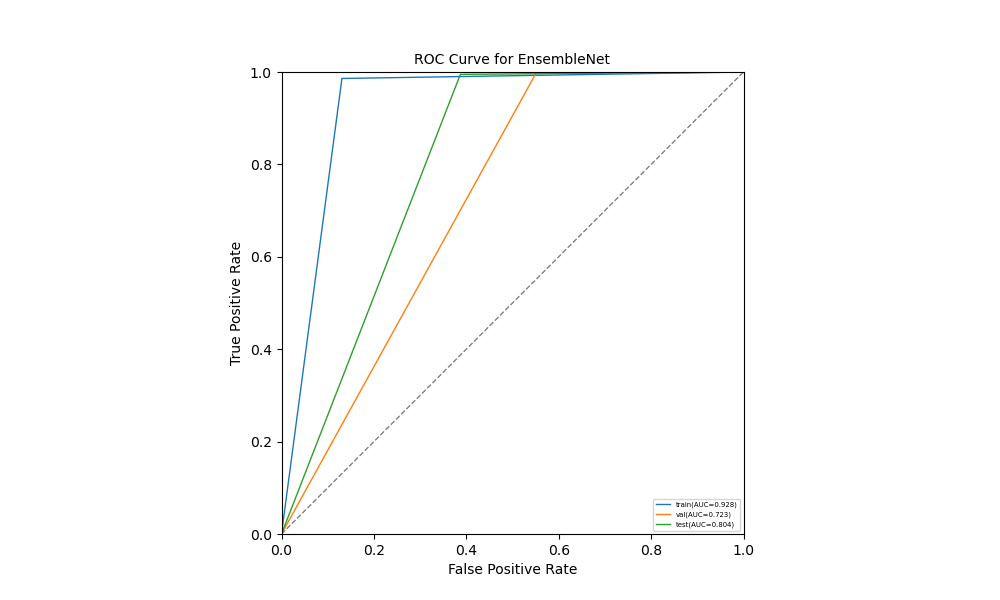 ROC Curve for EnsembleNet
1.0
0.8
0.6
0.4
0.2
0.0
True Positive Rate
0.0 0.2 0.4 0.6 0.8 1.0
False Positive Rate
train(AUC=0.928)
val(AUC=0.723)
test(AUC=0.804)